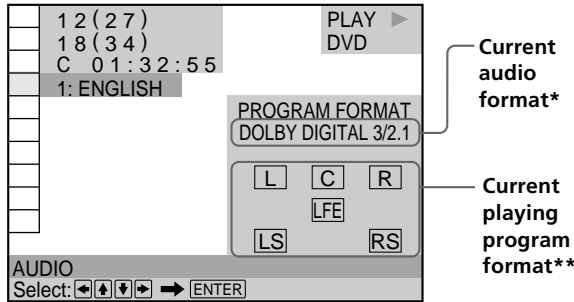 12(27)
18(34)
C 01:32:55
1: ENGLISH
PLAY
DVD
PROGRAM FORMAT
DOLBY DIGITAL 3/2.1
L C R
LFE
LS RS
AUDIO
Select: ENTER
Current
audio
format*
Current
playing
program
format**